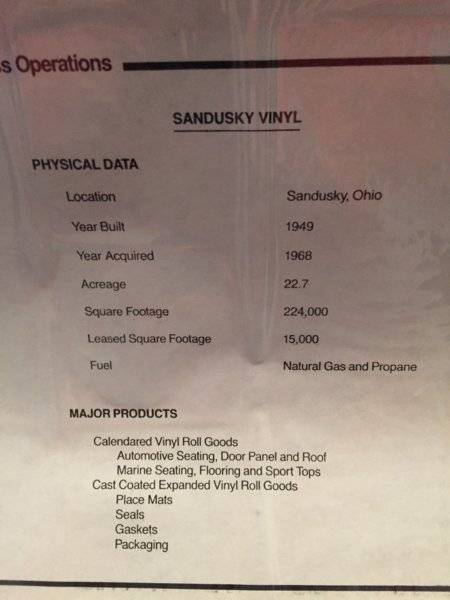 s Operations
SANDUSKY VINYL
PHYSICAL DATA
Location Sandusky, Ohio
Year Built 1949
Year Acquired 1968
Acreage 22.7
Square Footage 224,000
Leased Square Footage 15,000
Fuel Natural Gas and Propane
MAJOR PRODUCTS
Calendared Vinyl Roll Goods
Automotive Seating, Door Panel and Roof
Marine Seating, Flooring and Sport Tops
Cast Coated Expanded Vinyl Roll Goods
Place Mats
Seals
Gaskets
Packaging